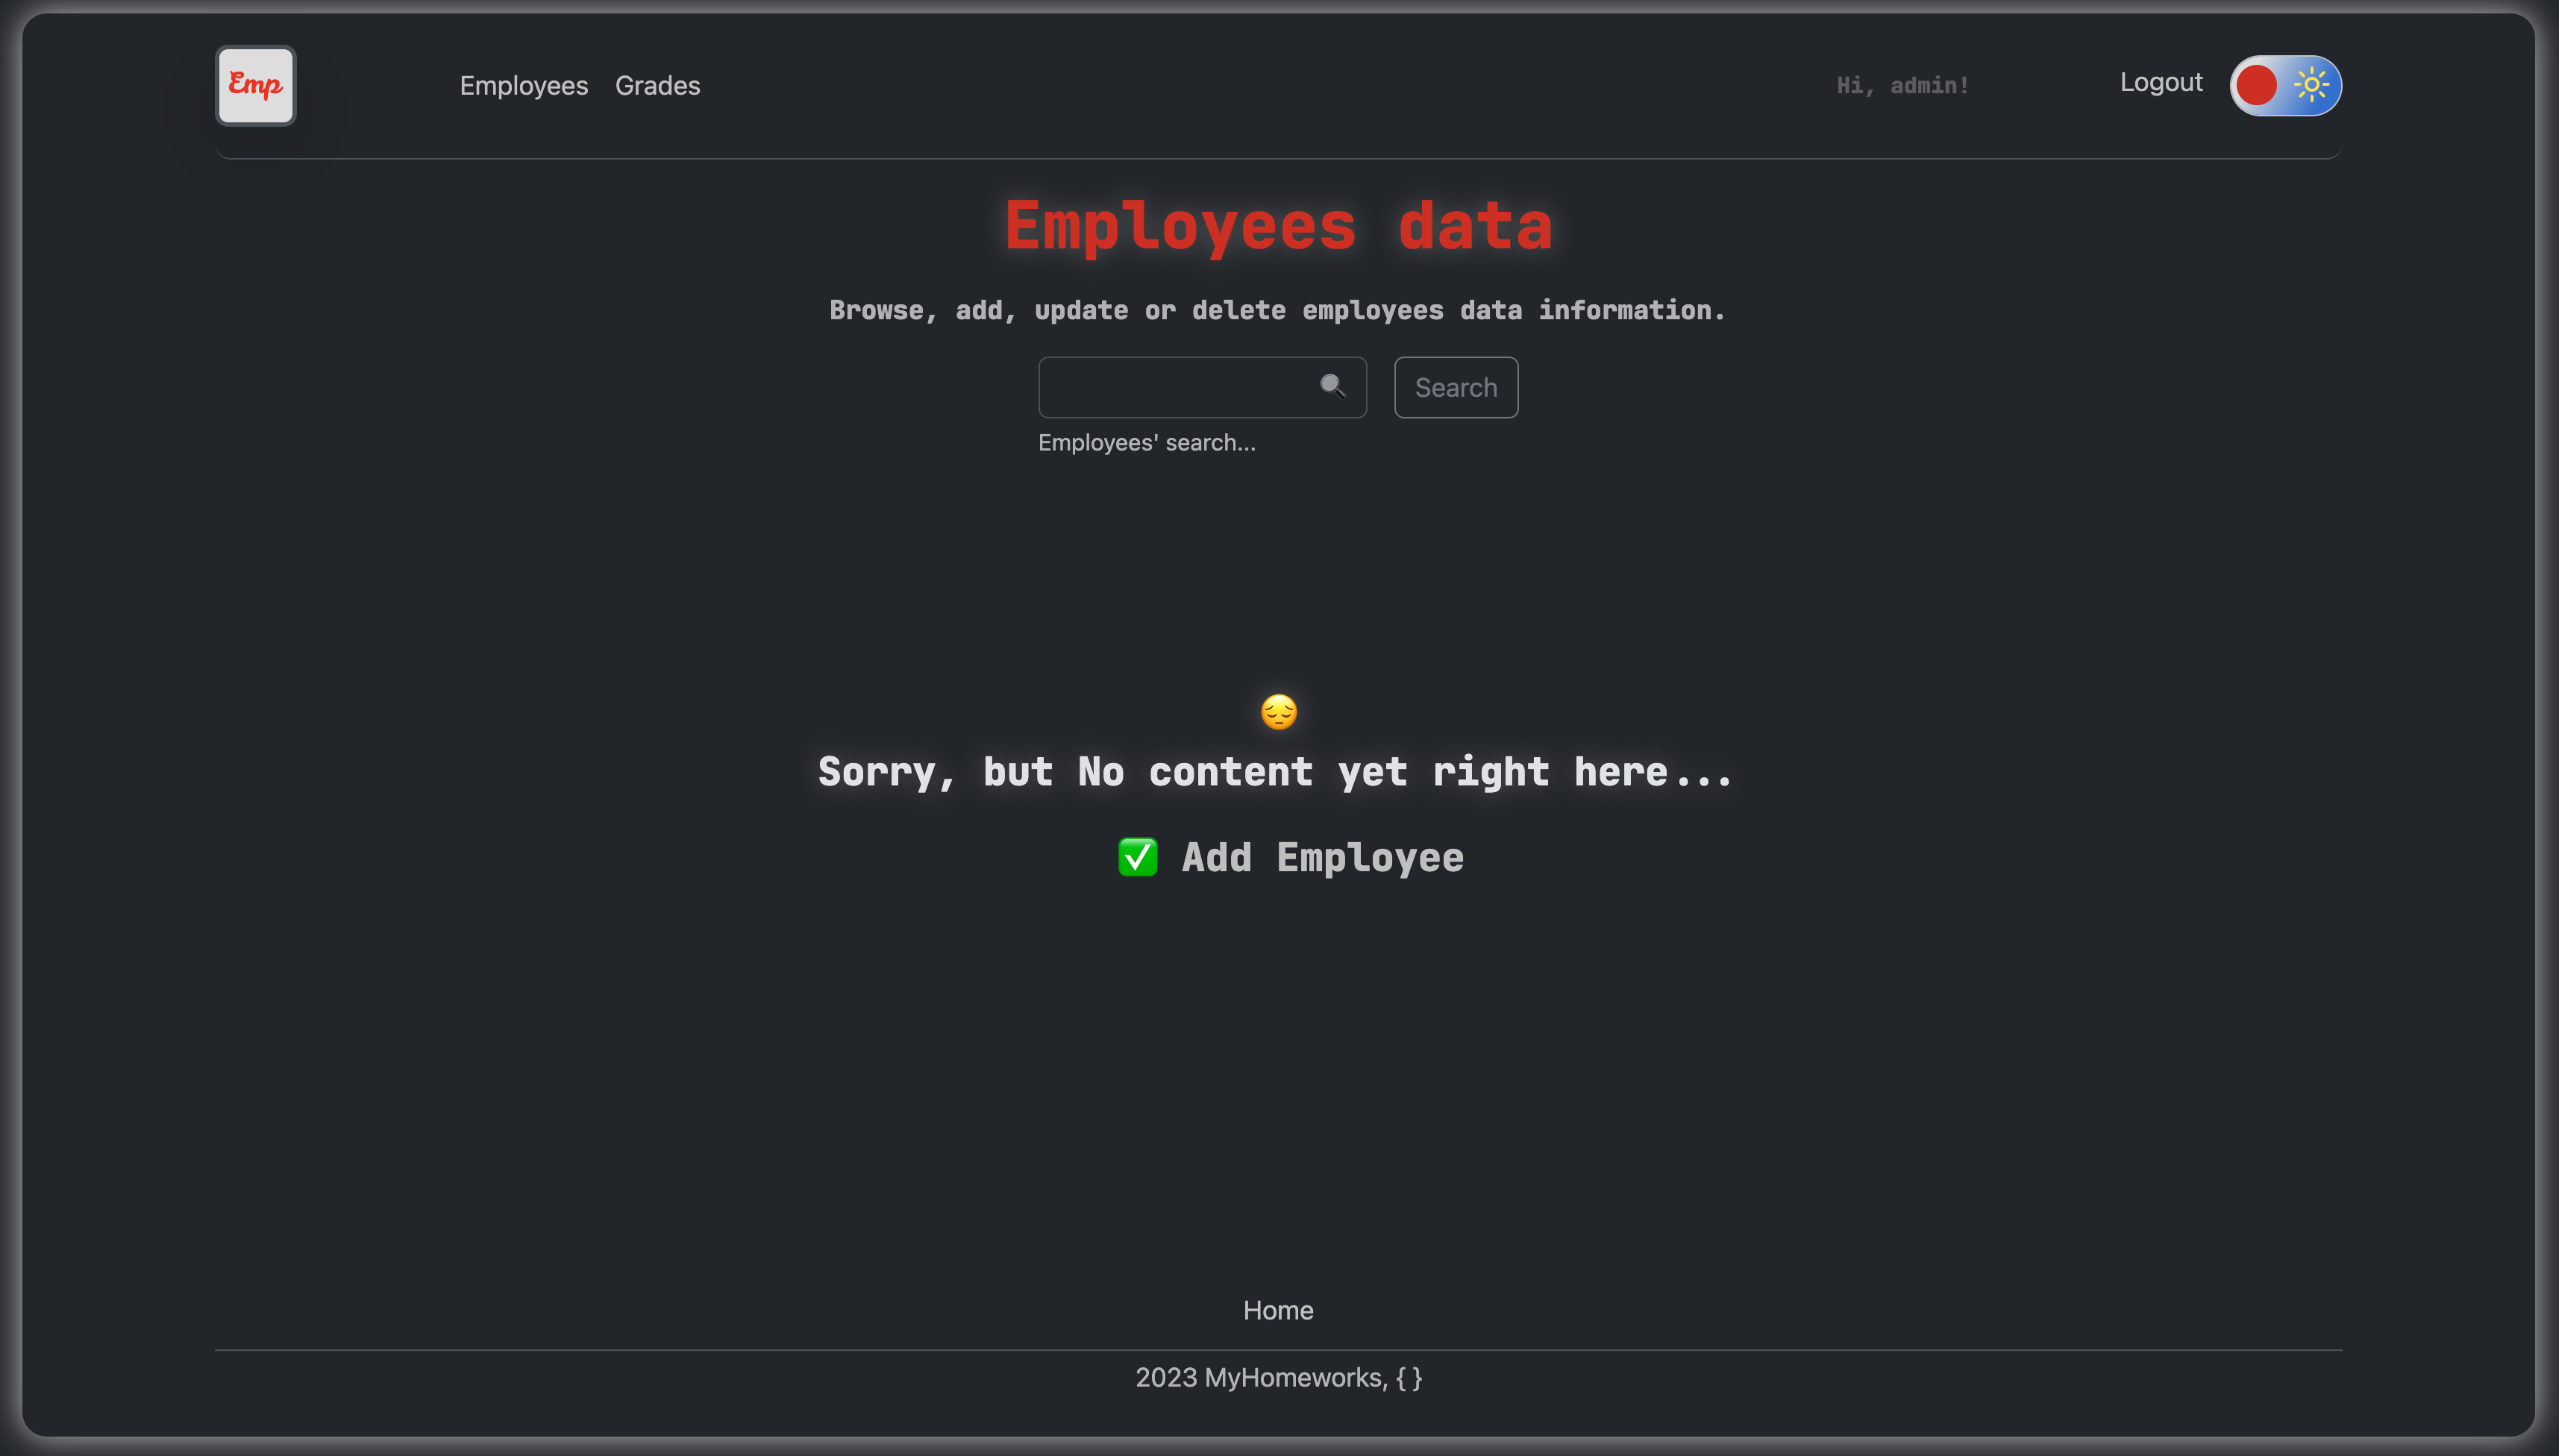 Emp
Employees Grades
Hi, admin!
Logout
Employees data
Browse, add, update or delete employees data information.
Search
Employees' search...
Sorry, but No content yet right here...
Add Employee
Home
2023 MyHomeworks, { }